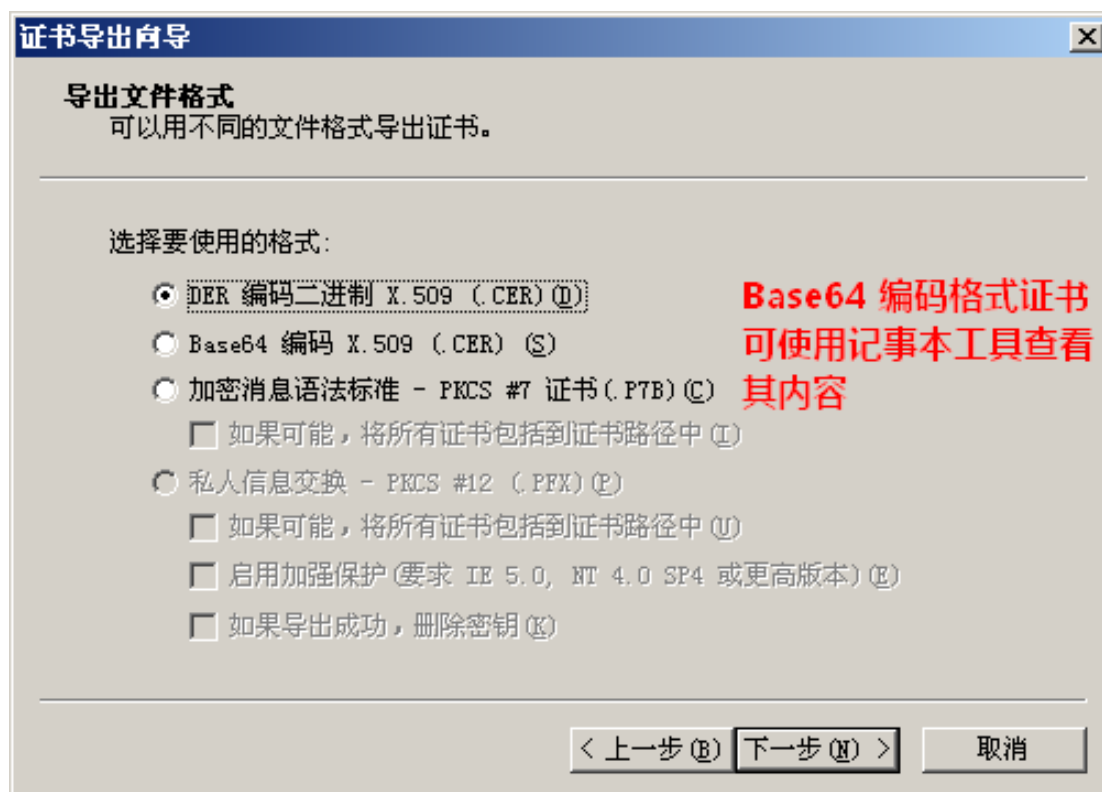 证书导出向导
导出文件格式
可以用不同的文件格式导出证书。
选择要使用的格式:
DER 编码二进制 X.509 (.CER)(D)
Base64 编码 X.509 (.CER) (S)
加密消息语法标准 - PKCS #7 证书(.P7B)(C)
如果可能，将所有证书包括到证书路径中(I)
私人信息交换 - PKCS #12 (.PFX)(P)
如果可能，将所有证书包括到证书路径中(U)
启用加强保护(要求 IE 5.0, NT 4.0 SP4 或更高版本)(E)
如果导出成功，删除密钥(K)
Base64 编码格式证书
可使用记事本工具查看
其内容
< 上一步(B)
下一步(N) >
取消